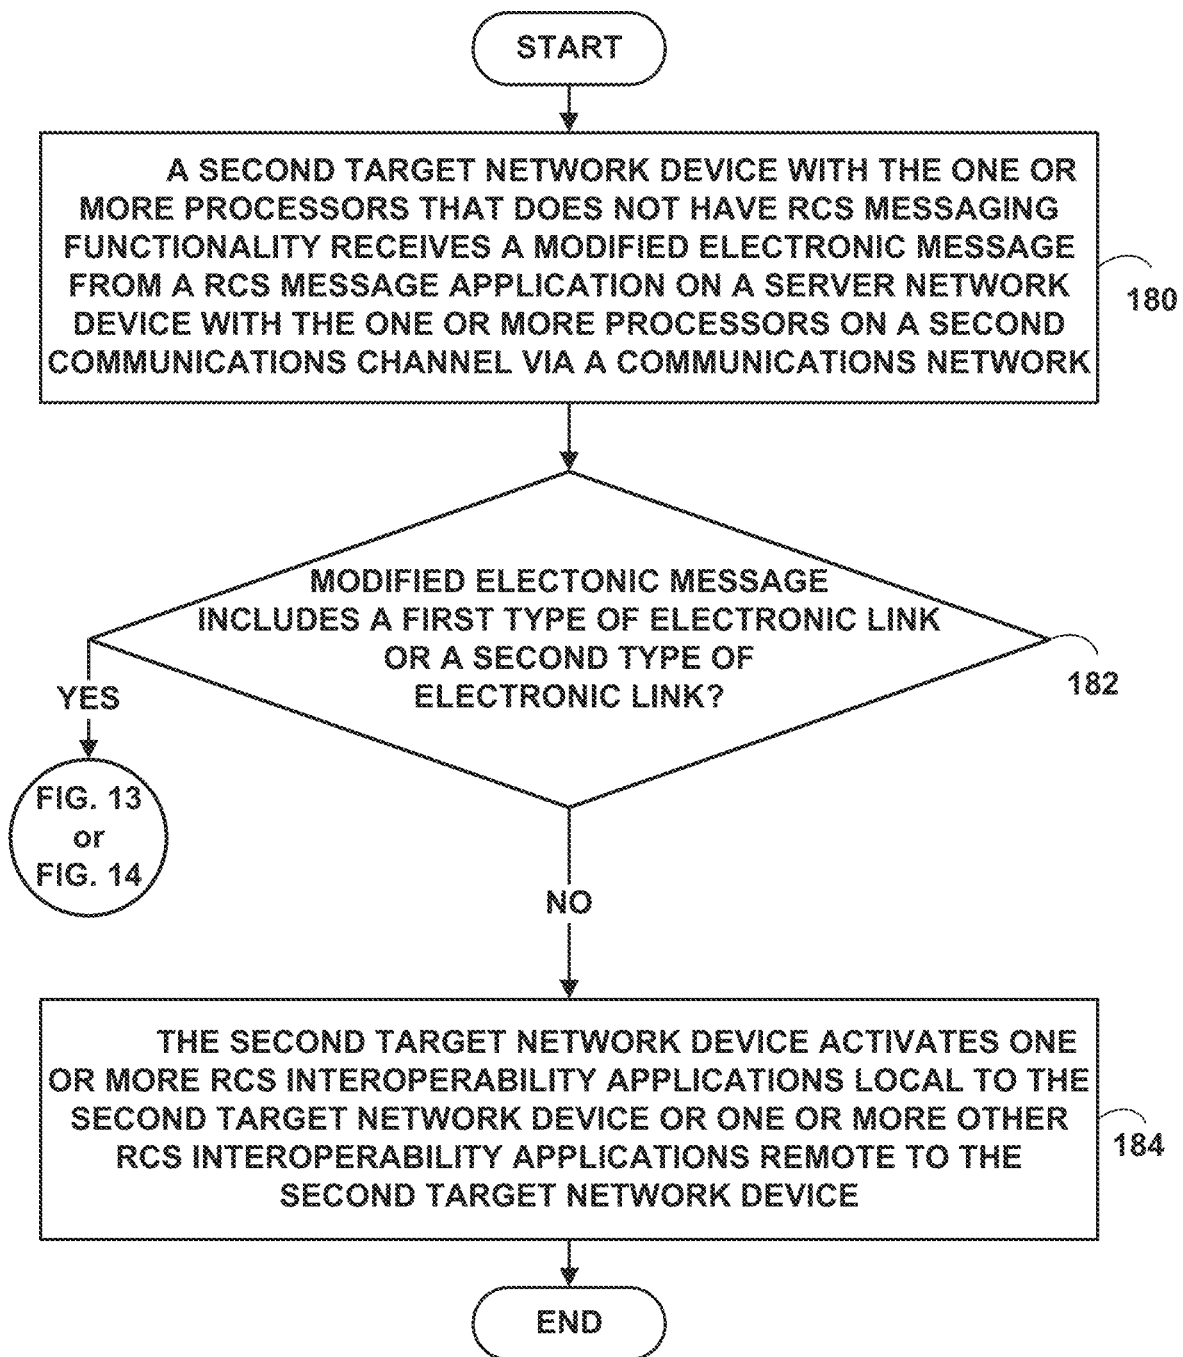 START
A SECOND TARGET NETWORK DEVICE WITH THE ONE OR
MORE PROCESSORS THAT DOES NOT HAVE RCS MESSAGING
FUNCTIONALITY RECEIVES A MODIFIED ELECTRONIC MESSAGE
FROM A RCS MESSAGE APPLICATION ON A SERVER NETWORK
DEVICE WITH THE ONE OR MORE PROCESSORS ON A SECOND
COMMUNICATIONS CHANNEL VIA A COMMUNICATIONS NETWORK
180
MODIFIED ELECTONIC MESSAGE
INCLUDES A FIRST TYPE OF ELECTRONIC LINK
OR A SECOND TYPE OF
ELECTRONIC LINK?
182
YES
FIG. 13
or
FIG. 14
NO
THE SECOND TARGET NETWORK DEVICE ACTIVATES ONE
OR MORE RCS INTEROPERABILITY APPLICATIONS LOCAL TO THE
SECOND TARGET NETWORK DEVICE OR ONE OR MORE OTHER
RCS INTEROPERABILITY APPLICATIONS REMOTE TO THE
SECOND TARGET NETWORK DEVICE
184
END